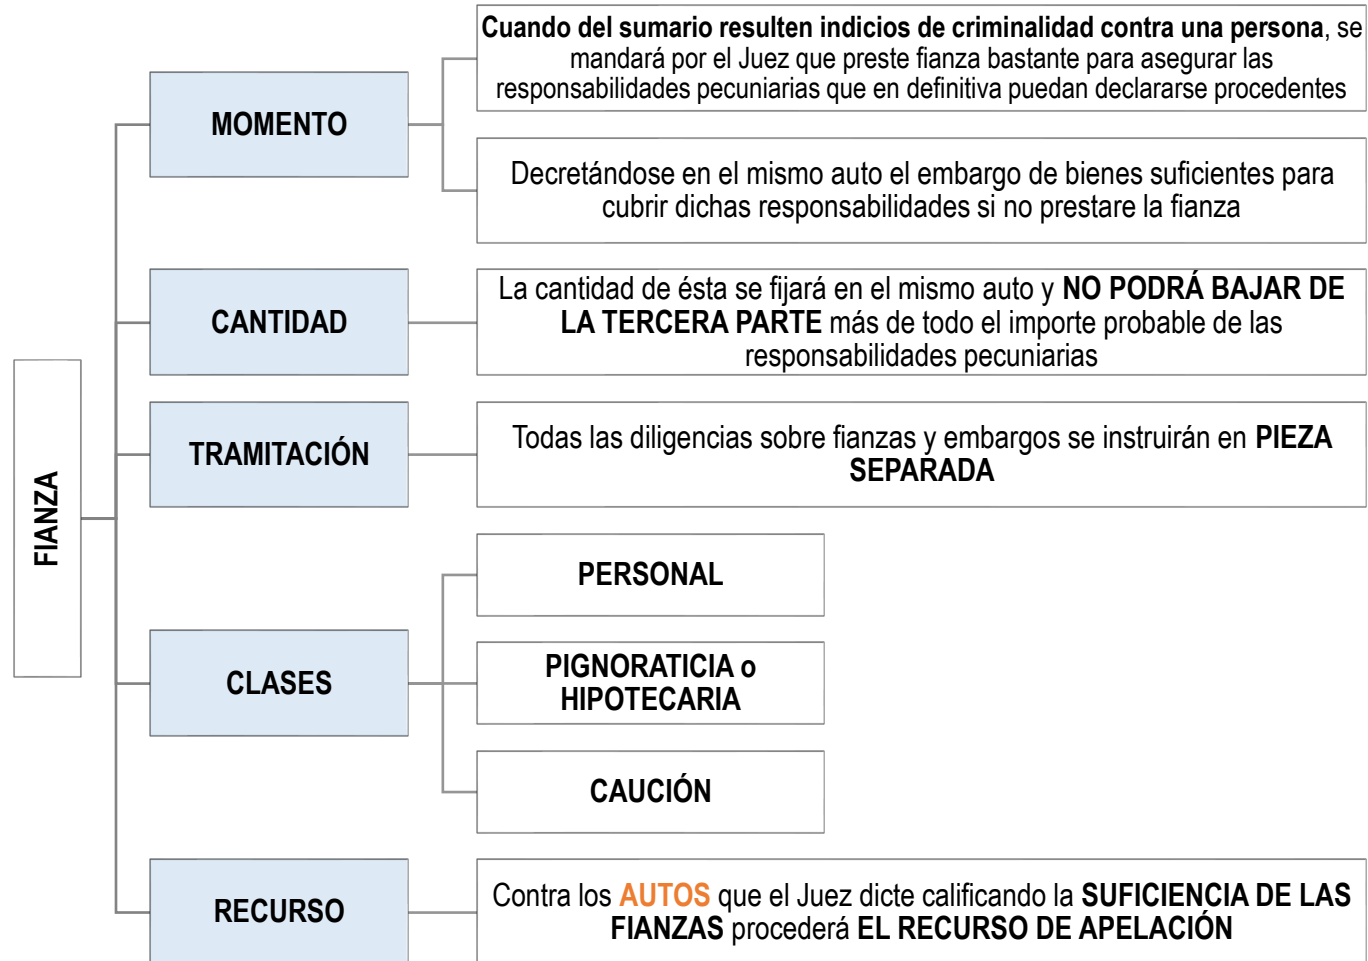 FIANZA
MOMENTO
Cuando del sumario resulten indicios de criminalidad contra una persona, se
mandará por el Juez que preste fianza bastante para asegurar las
responsabilidades pecuniarias que en definitiva puedan declararse procedentes
Decretándose en el mismo auto el embargo de bienes suficientes para
cubrir dichas responsabilidades si no prestare la fianza
CANTIDAD
La cantidad de ésta se fijará en el mismo auto y NO PODRÁ BAJAR DE
LA TERCERA PARTE más de todo el importe probable de las
responsabilidades pecuniarias
TRAMITACIÓN
Todas las diligencias sobre fianzas y embargos se instruirán en PIEZA
SEPARADA
CLASES
PERSONAL
PIGNORATICIA o
HIPOTECARIA
CAUCIÓN
RECURSO
Contra los AUTOS que el Juez dicte calificando la SUFICIENCIA DE LAS
FIANZAS procederá EL RECURSO DE APELACIÓN